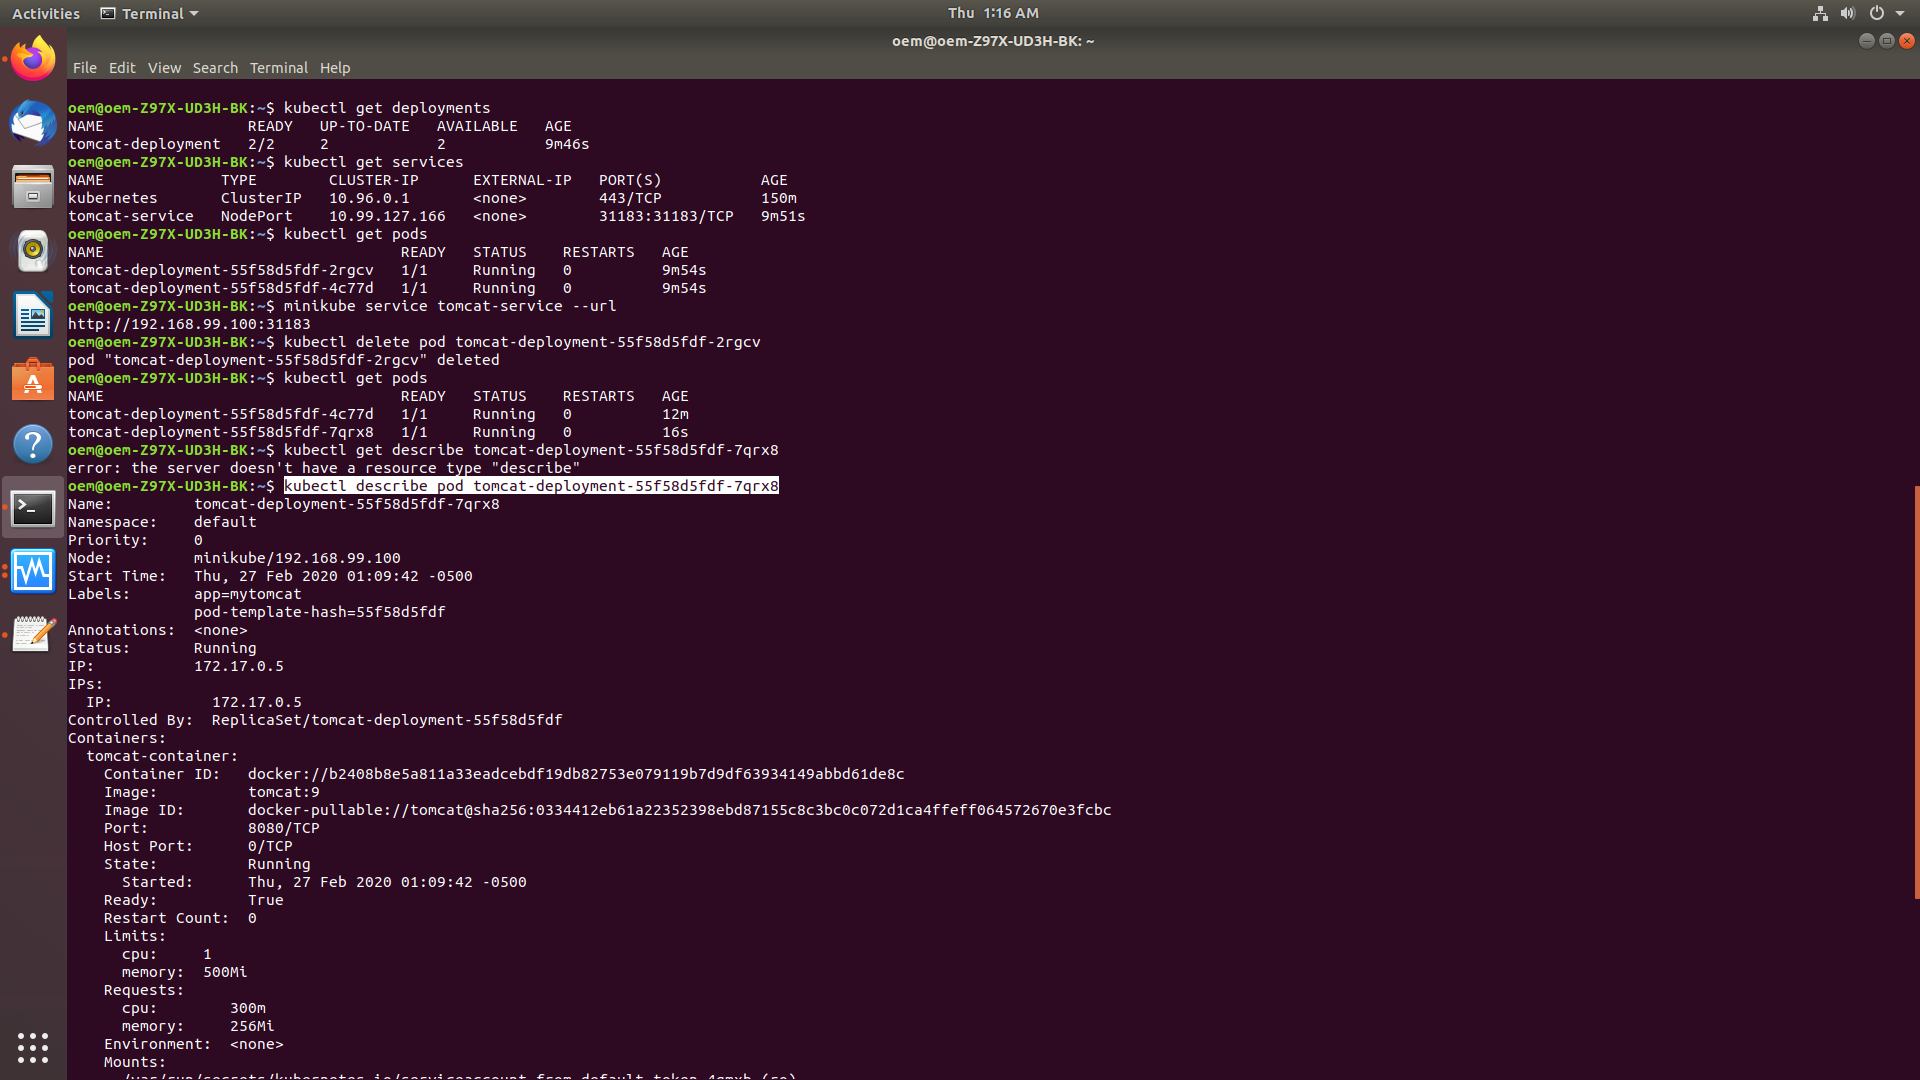 Activities Terminal Thu 1:16 AM
oem@oem-Z97X-UD3H-BK: ~
File Edit View Search Terminal Help
oem@oem-Z97X-UD3H-BK:~$ kubectl get deployments
NAME                READY   UP-TO-DATE   AVAILABLE   AGE
tomcat-deployment   2/2     2            2           9m46s
oem@oem-Z97X-UD3H-BK:~$ kubectl get services
NAME             TYPE        CLUSTER-IP      EXTERNAL-IP   PORT(S)           AGE
kubernetes       ClusterIP   10.96.0.1       <none>        443/TCP           150m
tomcat-service   NodePort    10.99.127.166   <none>        31183:31183/TCP   9m51s
oem@oem-Z97X-UD3H-BK:~$ kubectl get pods
NAME                                 READY   STATUS    RESTARTS   AGE
tomcat-deployment-55f58d5fdf-2rgcv   1/1     Running   0          9m54s
tomcat-deployment-55f58d5fdf-4c77d   1/1     Running   0          9m54s
oem@oem-Z97X-UD3H-BK:~$ minikube service tomcat-service --url
http://192.168.99.100:31183
oem@oem-Z97X-UD3H-BK:~$ kubectl delete pod tomcat-deployment-55f58d5fdf-2rgcv
pod "tomcat-deployment-55f58d5fdf-2rgcv" deleted
oem@oem-Z97X-UD3H-BK:~$ kubectl get pods
NAME                                 READY   STATUS    RESTARTS   AGE
tomcat-deployment-55f58d5fdf-4c77d   1/1     Running   0          12m
tomcat-deployment-55f58d5fdf-7qrx8   1/1     Running   0          16s
oem@oem-Z97X-UD3H-BK:~$ kubectl get describe tomcat-deployment-55f58d5fdf-7qrx8
error: the server doesn't have a resource type "describe"
oem@oem-Z97X-UD3H-BK:~$ kubectl describe pod tomcat-deployment-55f58d5fdf-7qrx8
Name:         tomcat-deployment-55f58d5fdf-7qrx8
Namespace:    default
Priority:     0
Node:         minikube/192.168.99.100
Start Time:   Thu, 27 Feb 2020 01:09:42 -0500
Labels:       app=mytomcat
              pod-template-hash=55f58d5fdf
Annotations:  <none>
Status:       Running
IP:           172.17.0.5
IPs:
  IP:           172.17.0.5
Controlled By:  ReplicaSet/tomcat-deployment-55f58d5fdf
Containers:
  tomcat-container:
    Container ID:   docker://b2408b8e5a811a33eadcebdf19db82753e079119b7d9df63934149abbd61de8c
    Image:          tomcat:9
    Image ID:       docker-pullable://tomcat@sha256:0334412eb61a22352398ebd87155c8c3bc0c072d1ca4ffeff064572670e3fcbc
    Port:           8080/TCP
    Host Port:      0/TCP
    State:          Running
      Started:      Thu, 27 Feb 2020 01:09:42 -0500
    Ready:          True
    Restart Count:  0
    Limits:
      cpu:     1
      memory:  500Mi
    Requests:
      cpu:        300m
      memory:     256Mi
    Environment:  <none>
    Mounts:
      /var/run/secrets/kubernetes.io/serviceaccount from